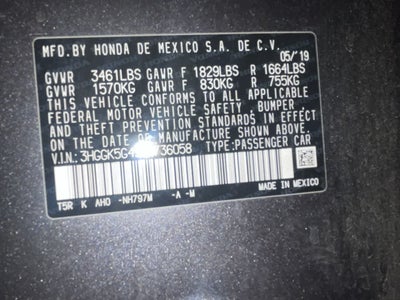 MFD.BY HONDA DE MEXICO S.A. DE C.V.
05/'19
GVWR 3461LBS GAWR F 1829LBS R 1664LBS
GVWR 1570KG GAWR F 830KG R 755KG
THIS VEHICLE CONFORMS TO ALL APPLICABLE
FEDERAL MOTOR VEHICLE SAFETY, BUMPER
AND THEFT PREVENTION STANDARDS IN EFFECT
ON THE DATE OF MANUFACTURE SHOWN ABOVE.
V.I.N.: TYPE:PASSENGER CAR
T5R K AH0 -NH797M -A -M MADE IN MEXICO